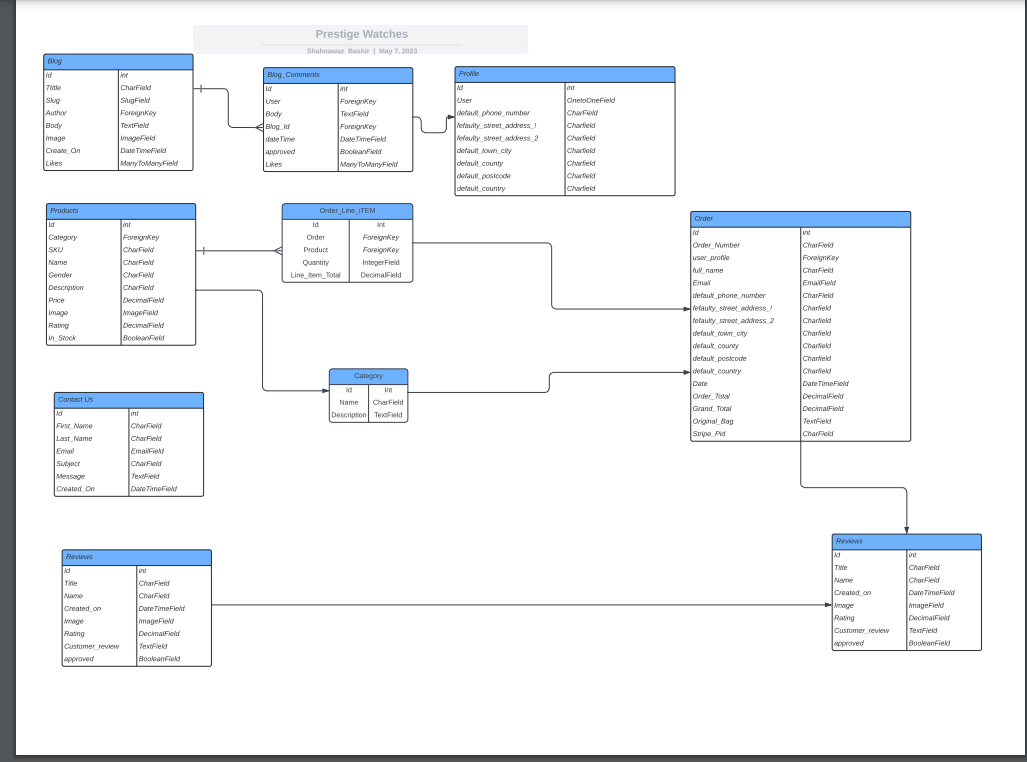 Prestige Watches
Shahnawaz Bashir | May 7, 2023
Blog
Id int
Ttitle CharField
Slug SlugField
Author ForeignKey
Body TextField
Image ImageField
Create_On DateTimeField
Likes ManyToManyField
Blog_Comments
Id int
User ForeignKey
Body TextField
Blog_Id ForeignKey
dateTime DateTimeField
approved BooleanField
Likes ManyToManyField
Profile
Id int
User OnetoOneField
default_phone_number CharField
fefaulty_street_address_! Charfield
fefaulty_street_address_2 Charfield
default_town_city Charfield
default_county Charfield
default_postcode Charfield
default_country Charfield
Products
Id int
Category ForeignKey
SKU CharField
Name CharField
Gender CharField
Description CharField
Price DecimalField
Image ImageField
Rating DecimalField
In_Stock BooleanField
Order_Line_iTEM
Id Int
Order ForeignKey
Product ForeignKey
Quantity IntegerField
Line_Item_Total DecimalField
Order
Id int
Order_Number CharField
user_profile ForeignKey
full_name CharField
Email EmailField
default_phone_number CharField
fefaulty_street_address_! Charfield
fefaulty_street_address_2 Charfield
default_town_city Charfield
default_county Charfield
default_postcode Charfield
default_country Charfield
Date DateTimeField
Order_Total DecimalField
Grand_Total DecimalField
Original_Bag TextField
Stripe_Pid CharField
Category
Id Int
Name CharField
Description TextField
Contact Us
Id int
First_Name CharField
Last_Name CharField
Email EmailField
Subject CharField
Message TextField
Created_On DateTimeField
Reviews
Id int
Title CharField
Name CharField
Created_on DateTimeField
Image ImageField
Rating DecimalField
Customer_review TextField
approved BooleanField
Reviews
Id int
Title CharField
Name CharField
Created_on DateTimeField
Image ImageField
Rating DecimalField
Customer_review TextField
approved BooleanField